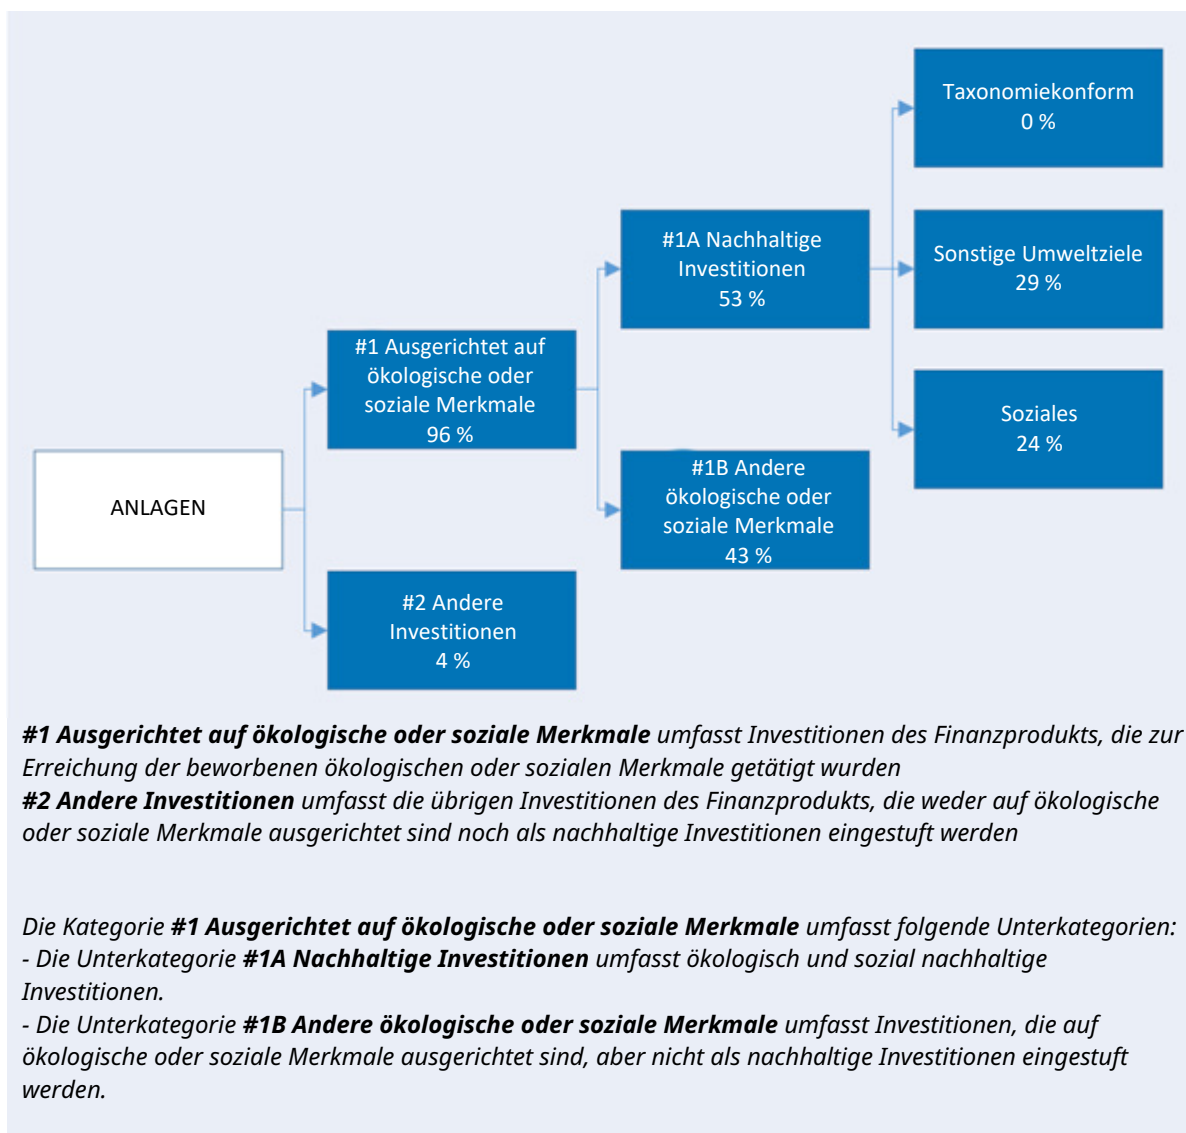 Taxonomiekonform
0 %
#1A Nachhaltige
Investitionen
53 %
Sonstige Umweltziele
29 %
#1 Ausgerichtet auf
ökologische oder
soziale Merkmale
96 %
Soziales
24 %
ANLAGEN
#1B Andere
ökologische oder
soziale Merkmale
43 %
#2 Andere
Investitionen
4 %
#1 Ausgerichtet auf ökologische oder soziale Merkmale umfasst Investitionen des Finanzprodukts, die zur
Erreichung der beworbenen ökologischen oder sozialen Merkmale getätigt wurden
#2 Andere Investitionen umfasst die übrigen Investitionen des Finanzprodukts, die weder auf ökologische
oder soziale Merkmale ausgerichtet sind noch als nachhaltige Investitionen eingestuft werden
Die Kategorie #1 Ausgerichtet auf ökologische oder soziale Merkmale umfasst folgende Unterkategorien:
- Die Unterkategorie #1A Nachhaltige Investitionen umfasst ökologisch und sozial nachhaltige
Investitionen.
- Die Unterkategorie #1B Andere ökologische oder soziale Merkmale umfasst Investitionen, die auf
ökologische oder soziale Merkmale ausgerichtet sind, aber nicht als nachhaltige Investitionen eingestuft
werden.